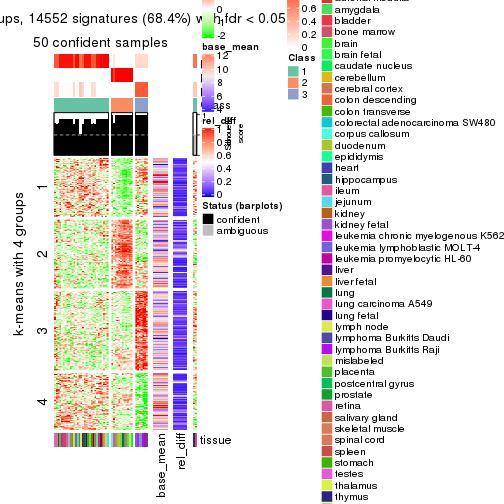 ups, 14552 signatures (68.4%) with fdr < 0.05
50 confident samples
k-means with 4 groups
1
2
3
4
base_mean
rel_diff
tissue
0
-2
base_mean
12
10
8
6
rel_diff
1
0.8
0.6
0.4
0.2
0
Status (barplots)
confident
ambiguous
0.6
0.4
0.2
0
Class
1
2
3
Class
Silhouette
score
amygdala
bladder
bone marrow
brain
brain fetal
caudate nucleus
cerebellum
cerebral cortex
colon descending
colon transverse
colorectal adenocarcinoma SW480
corpus callosum
duodenum
epididymis
heart
hippocampus
ileum
jejunum
kidney
kidney fetal
leukemia chronic myelogenous K562
leukemia lymphoblastic MOLT-4
leukemia promyelocytic HL-60
liver
liver fetal
lung
lung carcinoma A549
lung fetal
lymph node
lymphoma Burkitts Daudi
lymphoma Burkitts Raji
mislabeled
placenta
postcentral gyrus
prostate
retina
salivary gland
skeletal muscle
spinal cord
spleen
stomach
testes
thalamus
thymus